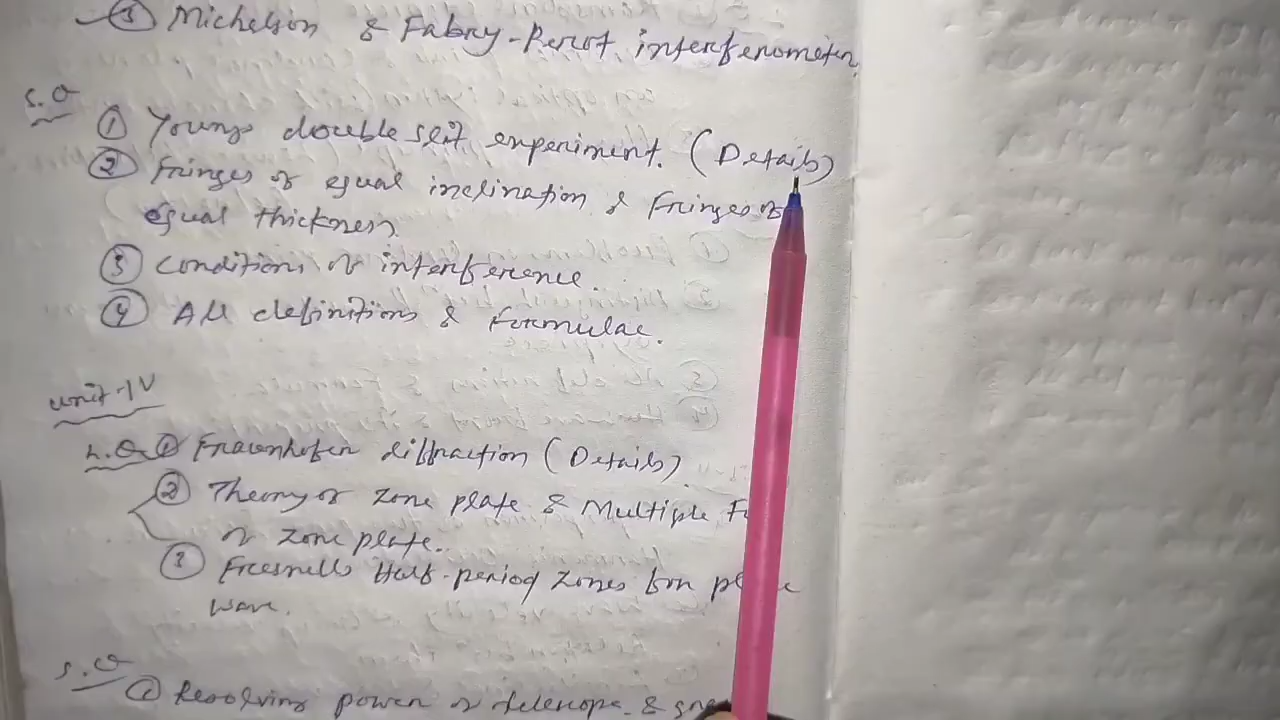 ③ Michelson & Fabry-Perot interferometer.
S.Q
① Youngs double slit experiment. (Details)
② Fringes of equal inclination & Fringes of
equal thickness.
③ Conditions of interference.
④ All definitions & Formulae.
Unit-IV
L.Q ① Fraunhofer diffraction (Details)
② Theory of zone plate & Multiple F
of zone plate.
③ Fresnells Half-period zones for
wave.
S.Q
① Resolving power of telescope &